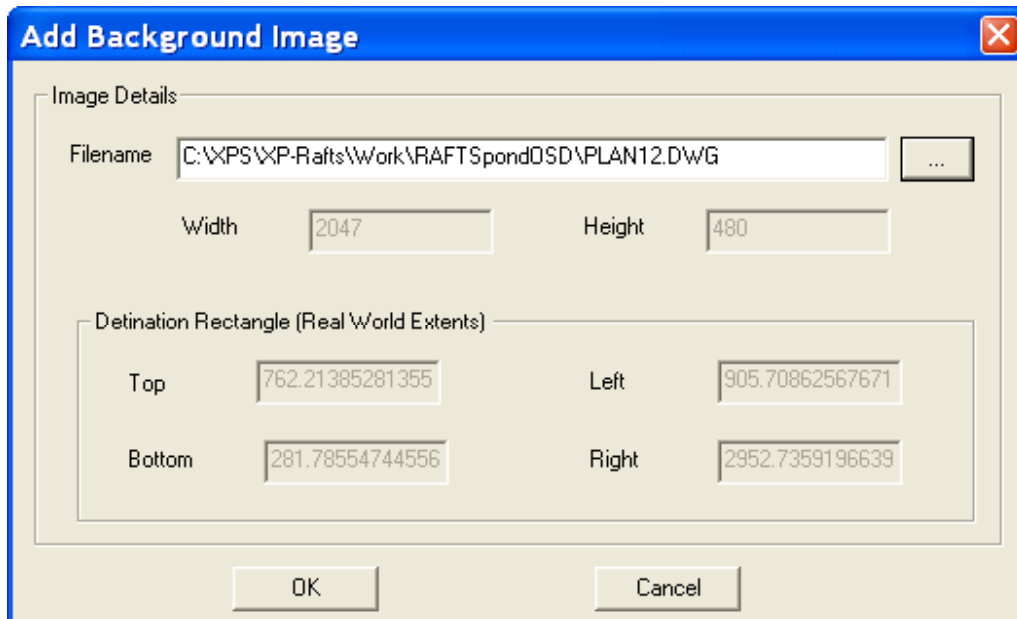 Add Background Image
Image Details
Filename C:\XPS\XP-Rafts\Work\RAFTSpondOSD\PLAN12.DWG ...
Width 2047 Height 480
Detination Rectangle (Real World Extents)
Top 762.21385281355 Left 905.70862567671
Bottom 281.78554744556 Right 2952.7359196639
OK Cancel